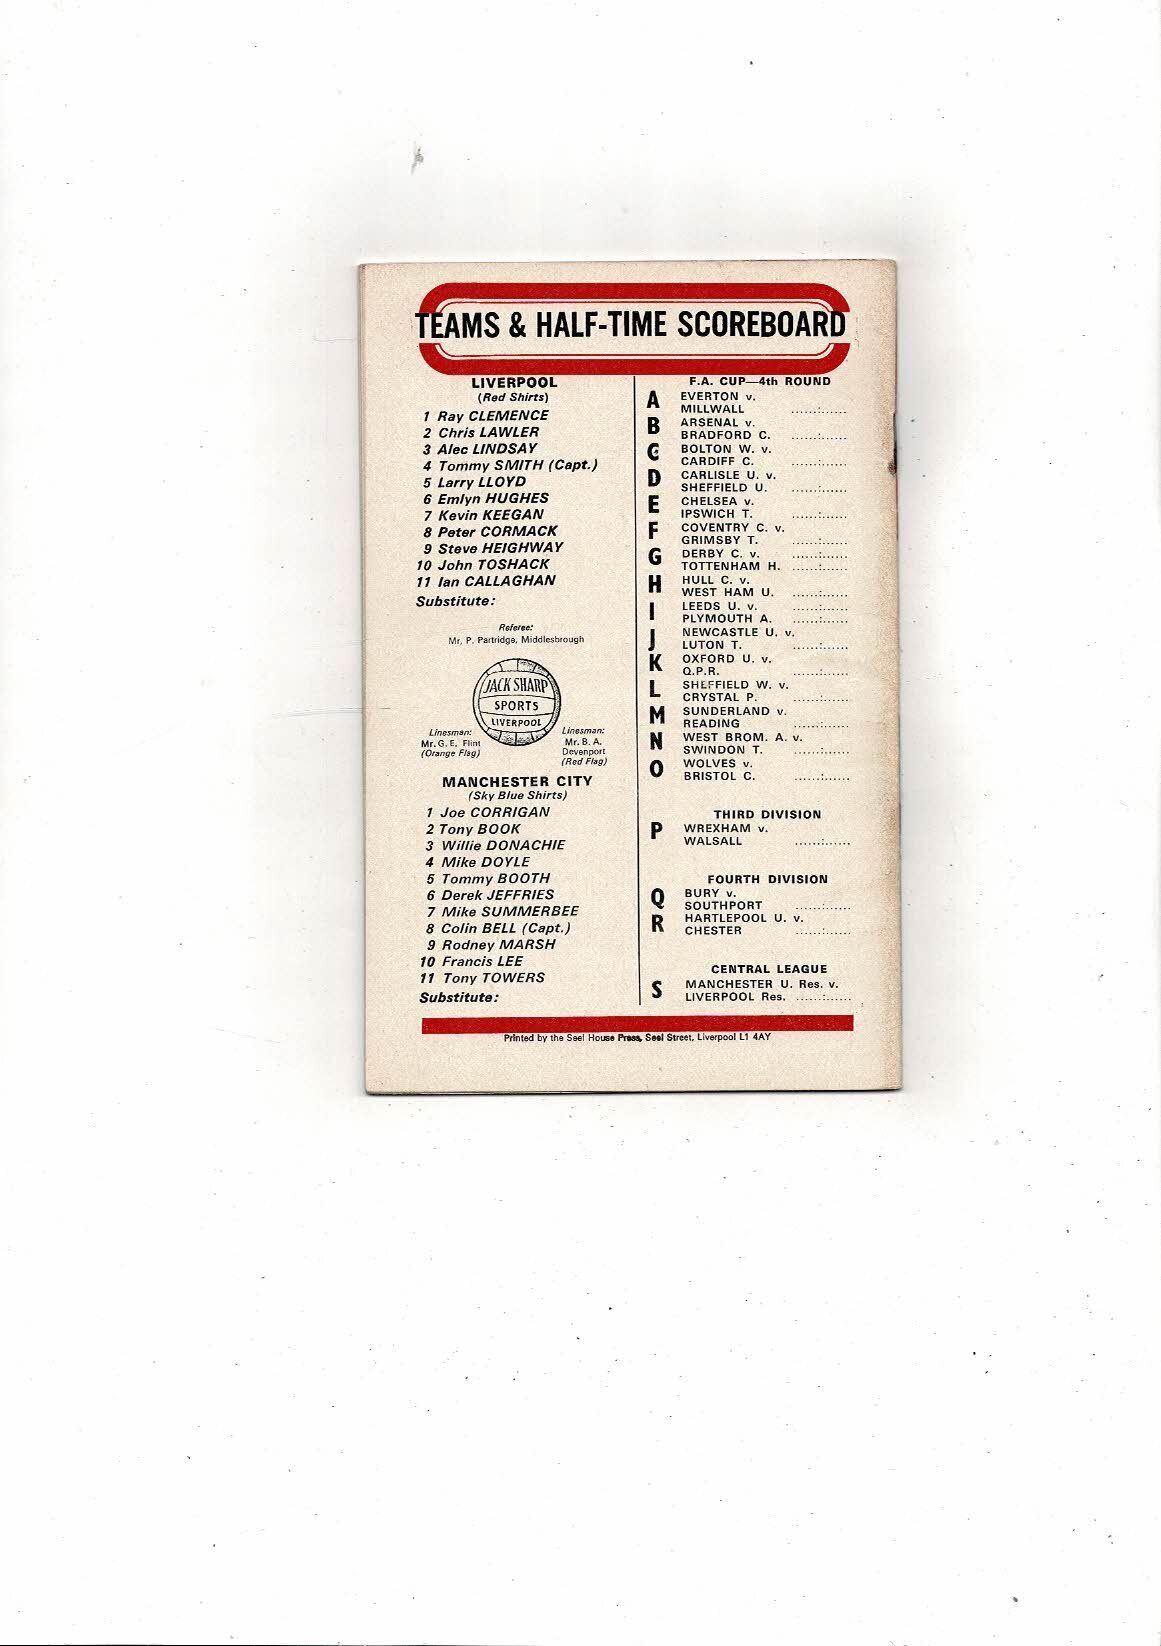 TEAMS & HALF-TIME SCOREBOARD
LIVERPOOL
(Red Shirts)
1 Ray CLEMENCE
2 Chris LAWLER
3 Alec LINDSAY
4 Tommy SMITH (Capt.)
5 Larry LLOYD
6 Emlyn HUGHES
7 Kevin KEEGAN
8 Peter CORMACK
9 Steve HEIGHWAY
10 John TOSHACK
11 Ian CALLAGHAN
Substitute:
Referee:
Mr. P. Partridge, Middlesbrough
JACK SHARP
SPORTS
LIVERPOOL
Linesman:
Mr. G. E. Flint
(Orange Flag)
Linesman:
Mr. B. A.
Devenport
(Red Flag)
MANCHESTER CITY
(Sky Blue Shirts)
1 Joe CORRIGAN
2 Tony BOOK
3 Willie DONACHIE
4 Mike DOYLE
5 Tommy BOOTH
6 Derek JEFFRIES
7 Mike SUMMERBEE
8 Colin BELL (Capt.)
9 Rodney MARSH
10 Francis LEE
11 Tony TOWERS
Substitute:
F.A. CUP—4th ROUND
A EVERTON v.
MILLWALL ......:......
B ARSENAL v.
BRADFORD C. ......:......
C BOLTON W. v.
CARDIFF C. ......:......
D CARLISLE U. v.
SHEFFIELD U. ......:......
E CHELSEA v.
IPSWICH T. ......:......
F COVENTRY C. v.
GRIMSBY T. ......:......
G DERBY C. v. ......:......
TOTTENHAM H. ......:......
H HULL C. v.
WEST HAM U. ......:......
I LEEDS U. v. ......:......
PLYMOUTH A. ......:......
J NEWCASTLE U. v.
LUTON T. ......:......
K OXFORD U. v.
Q.P.R. ......:......
L SHEFFIELD W. v.
CRYSTAL P. ......:......
M SUNDERLAND v.
READING ......:......
N WEST BROM. A. v.
SWINDON T. ......:......
O WOLVES v.
BRISTOL C. ......:......
THIRD DIVISION
P WREXHAM v.
WALSALL ......:......
FOURTH DIVISION
Q BURY v.
SOUTHPORT ......:......
R HARTLEPOOL U. v.
CHESTER ......:......
CENTRAL LEAGUE
S MANCHESTER U. Res. v.
LIVERPOOL Res. ......:......
Printed by the Seel House Press, Seel Street, Liverpool L1 4AY